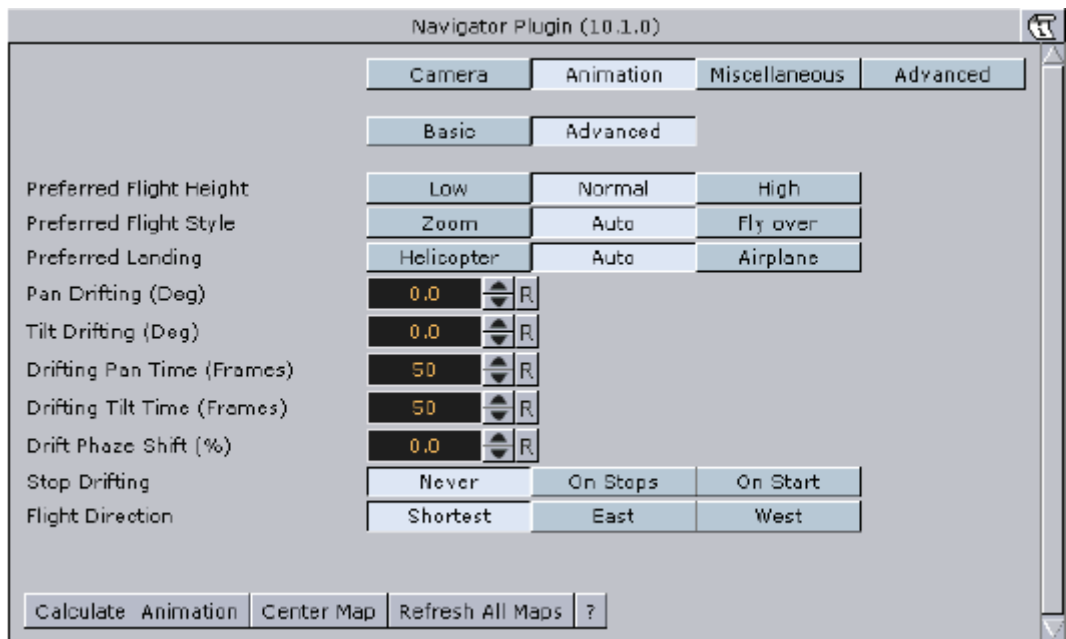 Navigator Plugin (10.1.0)
Camera Animation Miscellaneous Advanced
Basic Advanced
Preferred Flight Height Low Normal High
Preferred Flight Style Zoom Auto Fly over
Preferred Landing Helicopter Auto Airplane
Pan Drifting (Deg) 0.0 R
Tilt Drifting (Deg) 0.0 R
Drifting Pan Time (Frames) 50 R
Drifting Tilt Time (Frames) 50 R
Drift Phaze Shift (%) 0.0 R
Stop Drifting Never On Stops On Start
Flight Direction Shortest East West
Calculate Animation Center Map Refresh All Maps ?